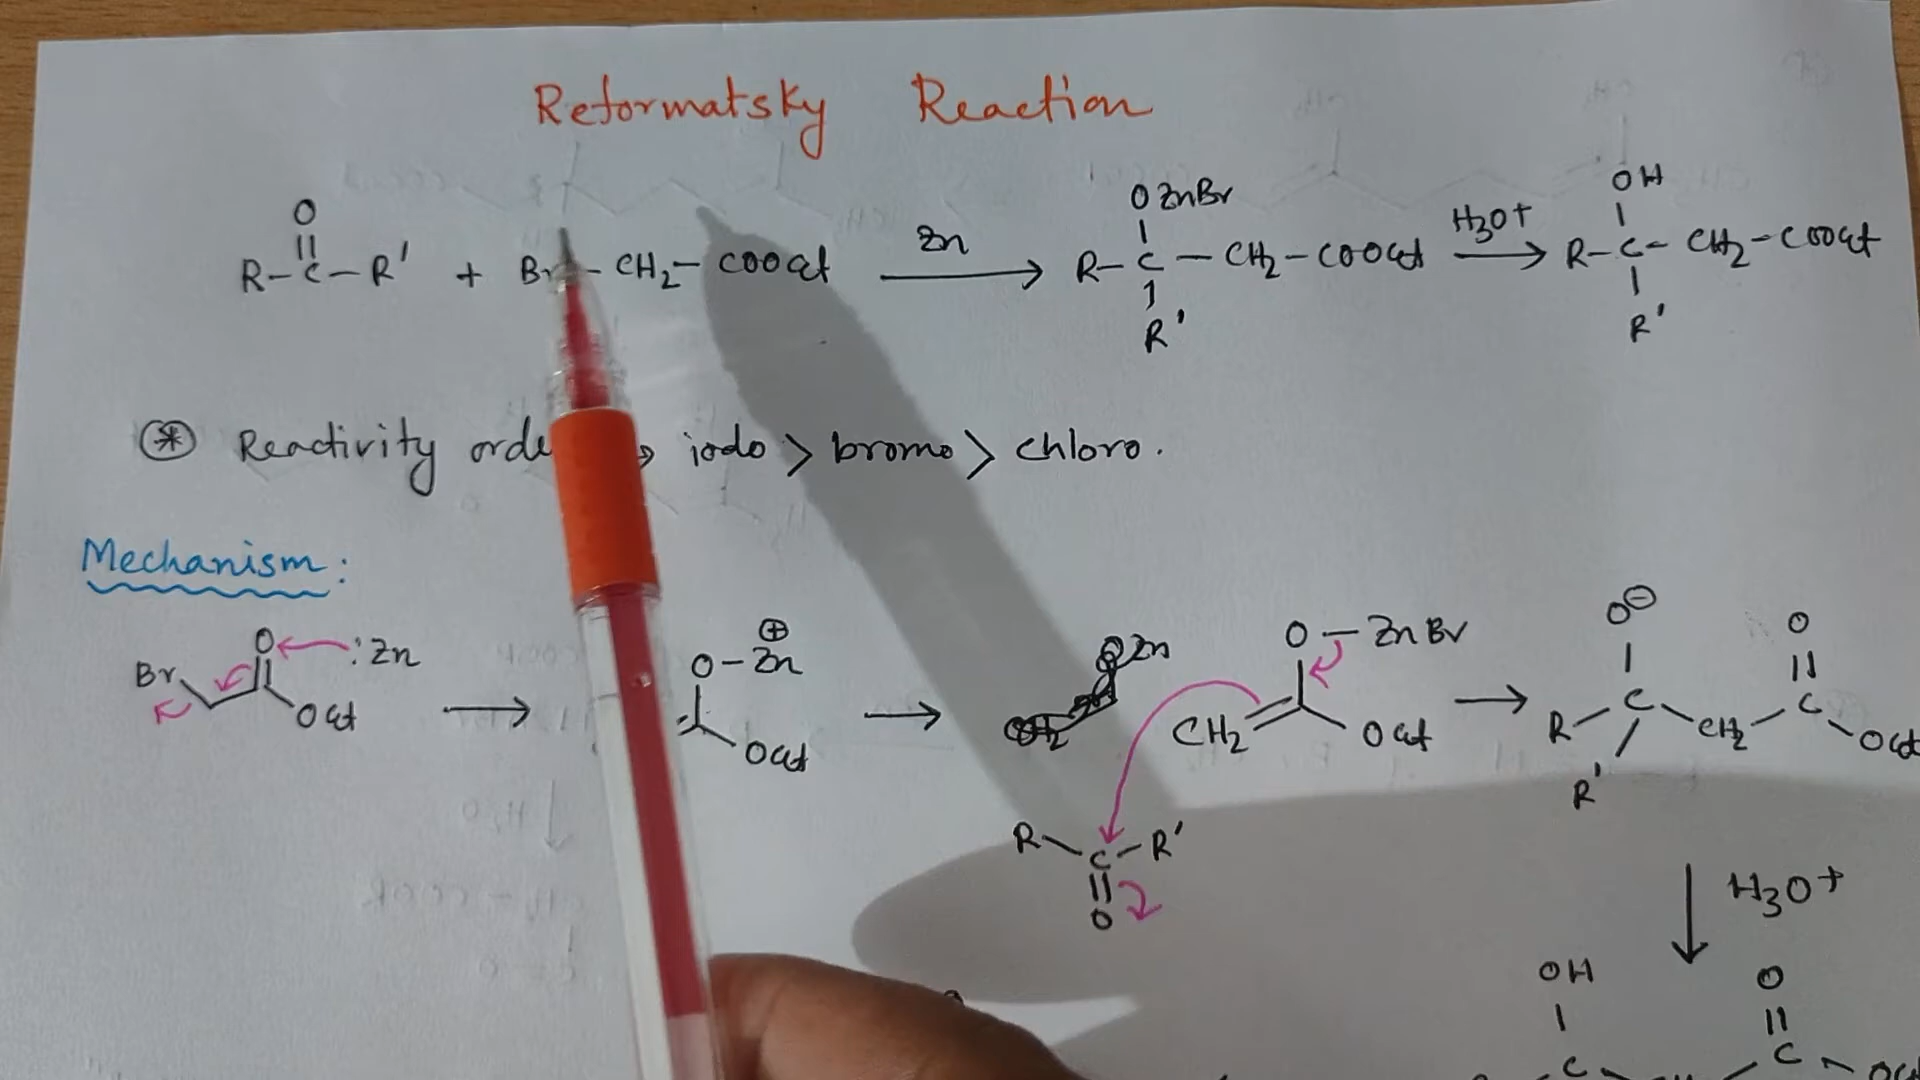 Reformatsky Reaction
O OZnBr OH
R-C-R' + Br-CH2-COOEt Zn R-C-CH2-COOEt H3O+ R-C-CH2-COOEt
R' R'
* Reactivity → iodo > bromo > chloro.
Mechanism:
Br O :Zn OEt
O-Zn ⊕ OEt
O-ZnBr CH2 OEt
R-C-R' O
O⊖ O R-C-CH2-C-OEt R'
H3O+
OH O
C C